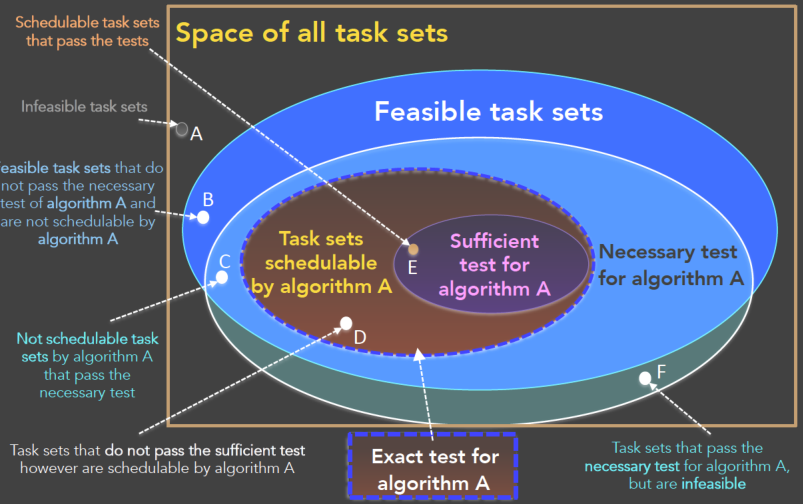 Schedulable task sets
that pass the tests
Space of all task sets
Infeasible task sets
A
Feasible task sets
feasible task sets that do
not pass the necessary
test of algorithm A and
are not schedulable by
algorithm A
B
C
Task sets
schedulable
by algorithm A
E
Sufficient
test for
algorithm A
Necessary test
for algorithm A
D
F
Not schedulable task
sets by algorithm A
that pass the
necessary test
Task sets that do not pass the sufficient test
however are schedulable by algorithm A
Exact test for
algorithm A
Task sets that pass the
necessary test for algorithm A,
but are infeasible